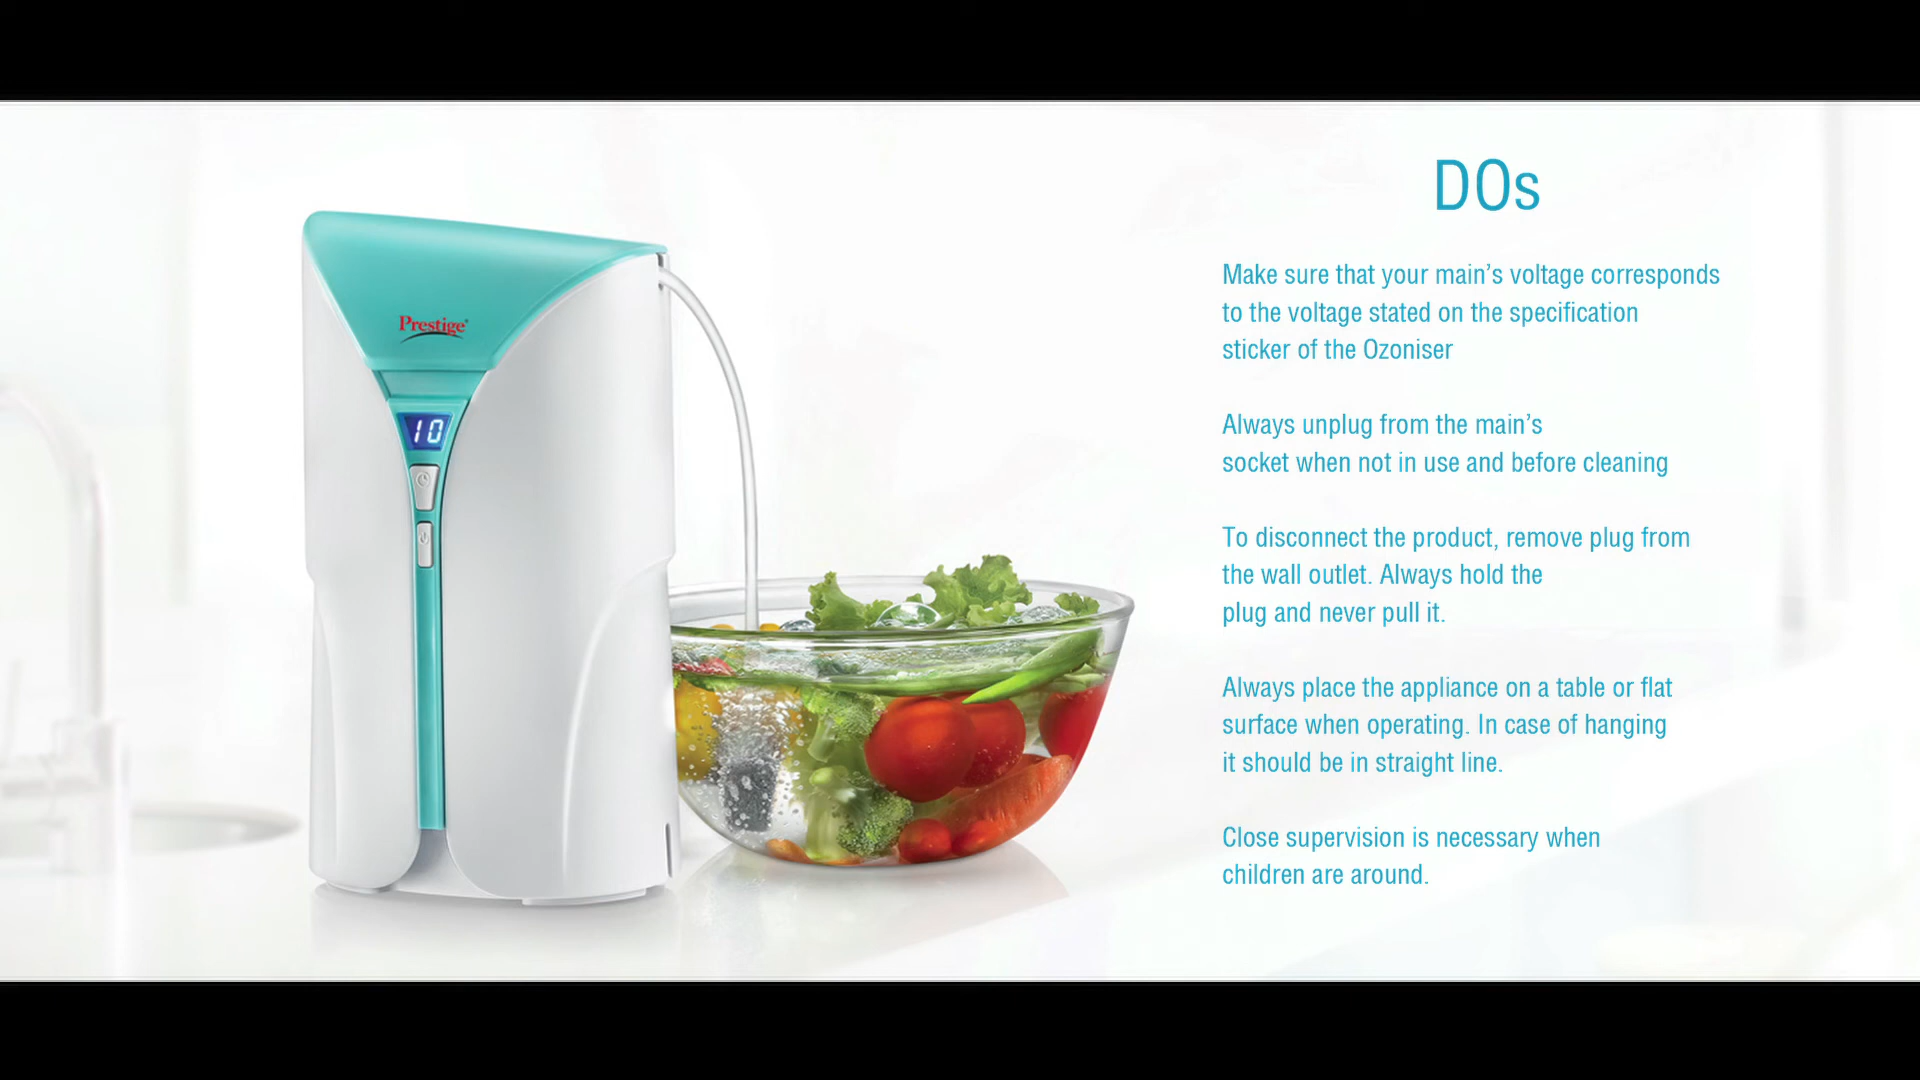 DOs
Prestige
10
Make sure that your main’s voltage corresponds
to the voltage stated on the specification
sticker of the Ozoniser
Always unplug from the main’s
socket when not in use and before cleaning
To disconnect the product, remove plug from
the wall outlet. Always hold the
plug and never pull it.
Always place the appliance on a table or flat
surface when operating. In case of hanging
it should be in straight line.
Close supervision is necessary when
children are around.